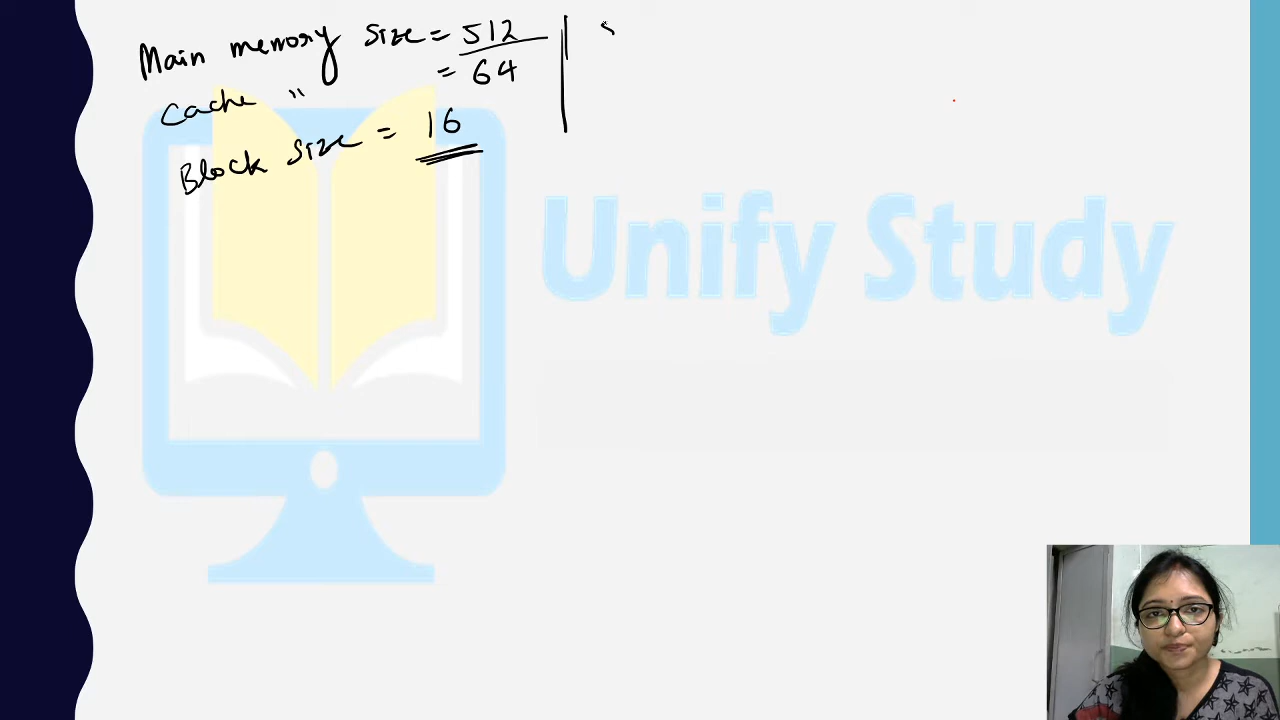 Main memory size = 512
Cache " = 64
Block size = 16
Unify Study